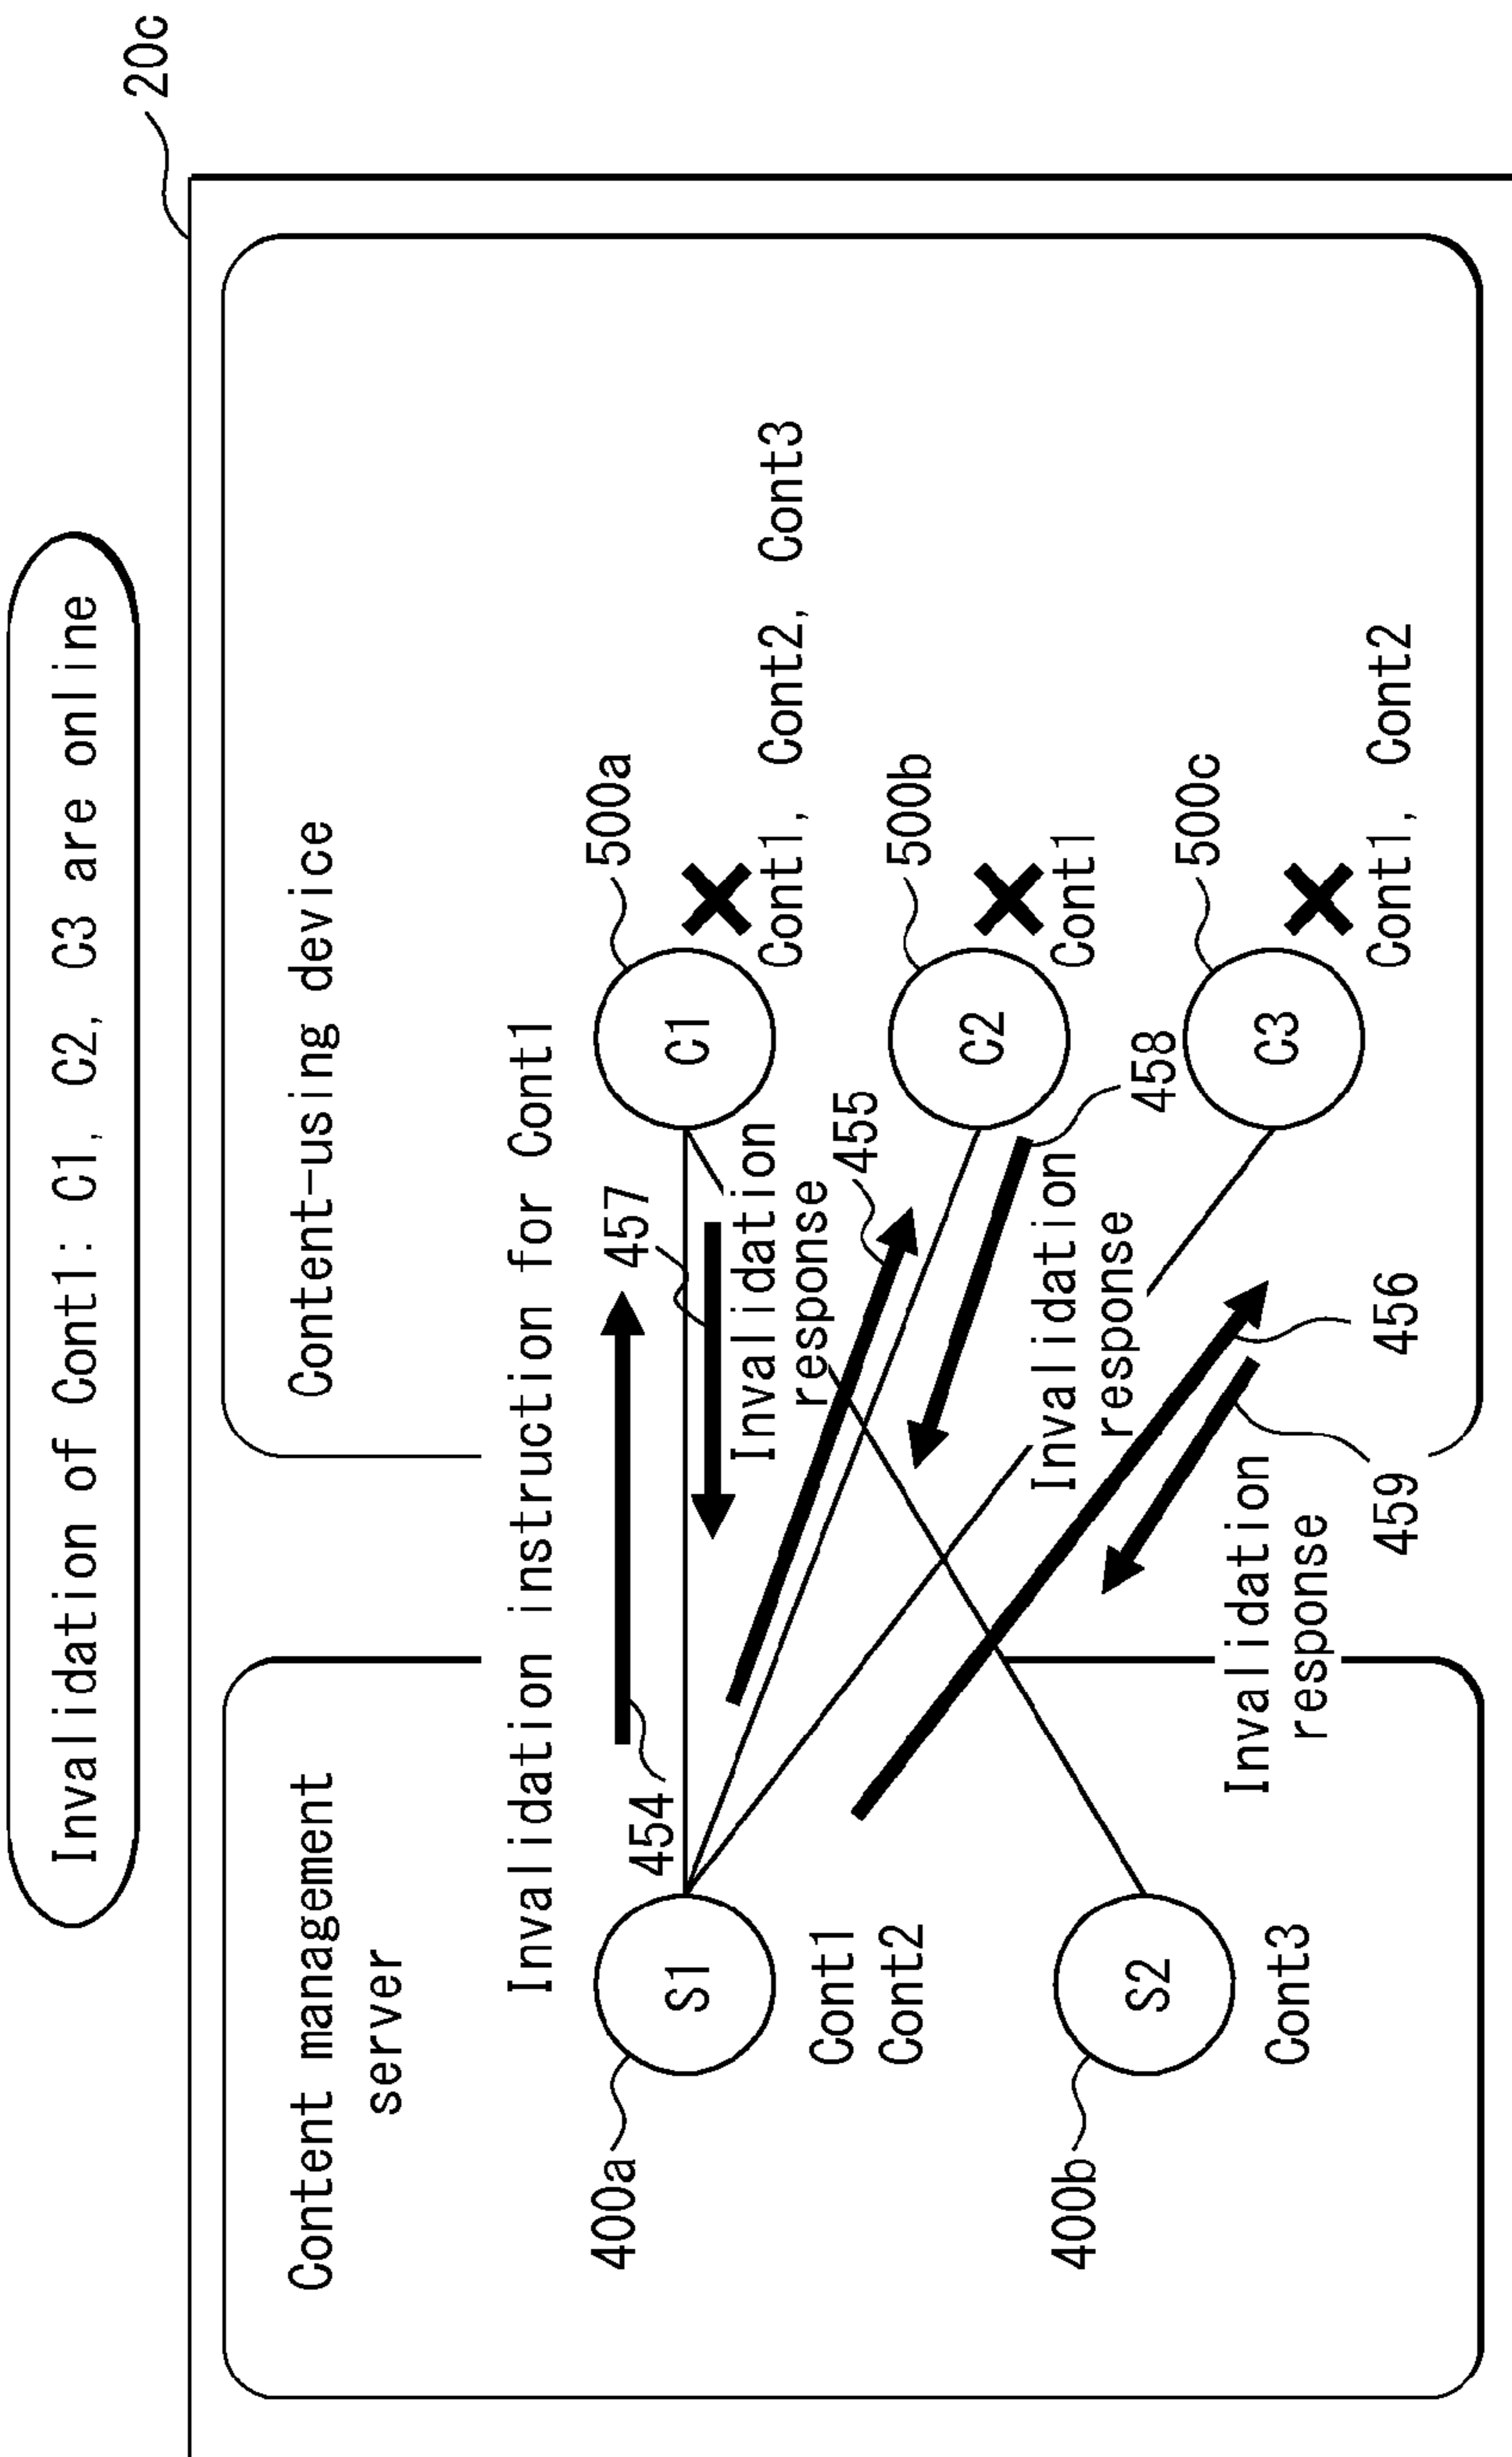 Invalidation of Cont1: C1, C2, C3 are online
20c
Content management
server
Content-using device
Invalidation instruction for Cont1
400a
S1
454
457
C1
500a
Cont1
Cont2
Invalidation
response
Cont1, Cont2, Cont3
455
C2
500b
Cont1
458
Invalidation
response
400b
S2
Cont3
C3
500c
Cont1, Cont2
Invalidation
response
459
456